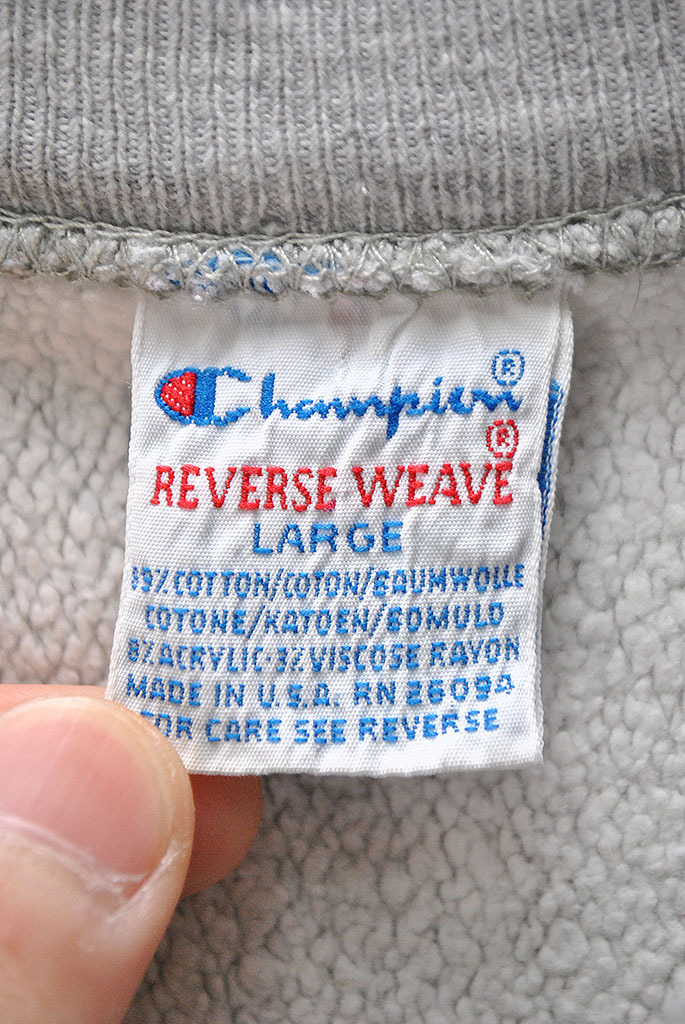 Champion®
REVERSE WEAVE®
LARGE
89% COTTON/COTON/BAUMWOLLE
COTONE/KATOEN/BOMULD
8% ACRYLIC·3% VISCOSE RAYON
MADE IN U.S.A. RN 26094
FOR CARE SEE REVERSE